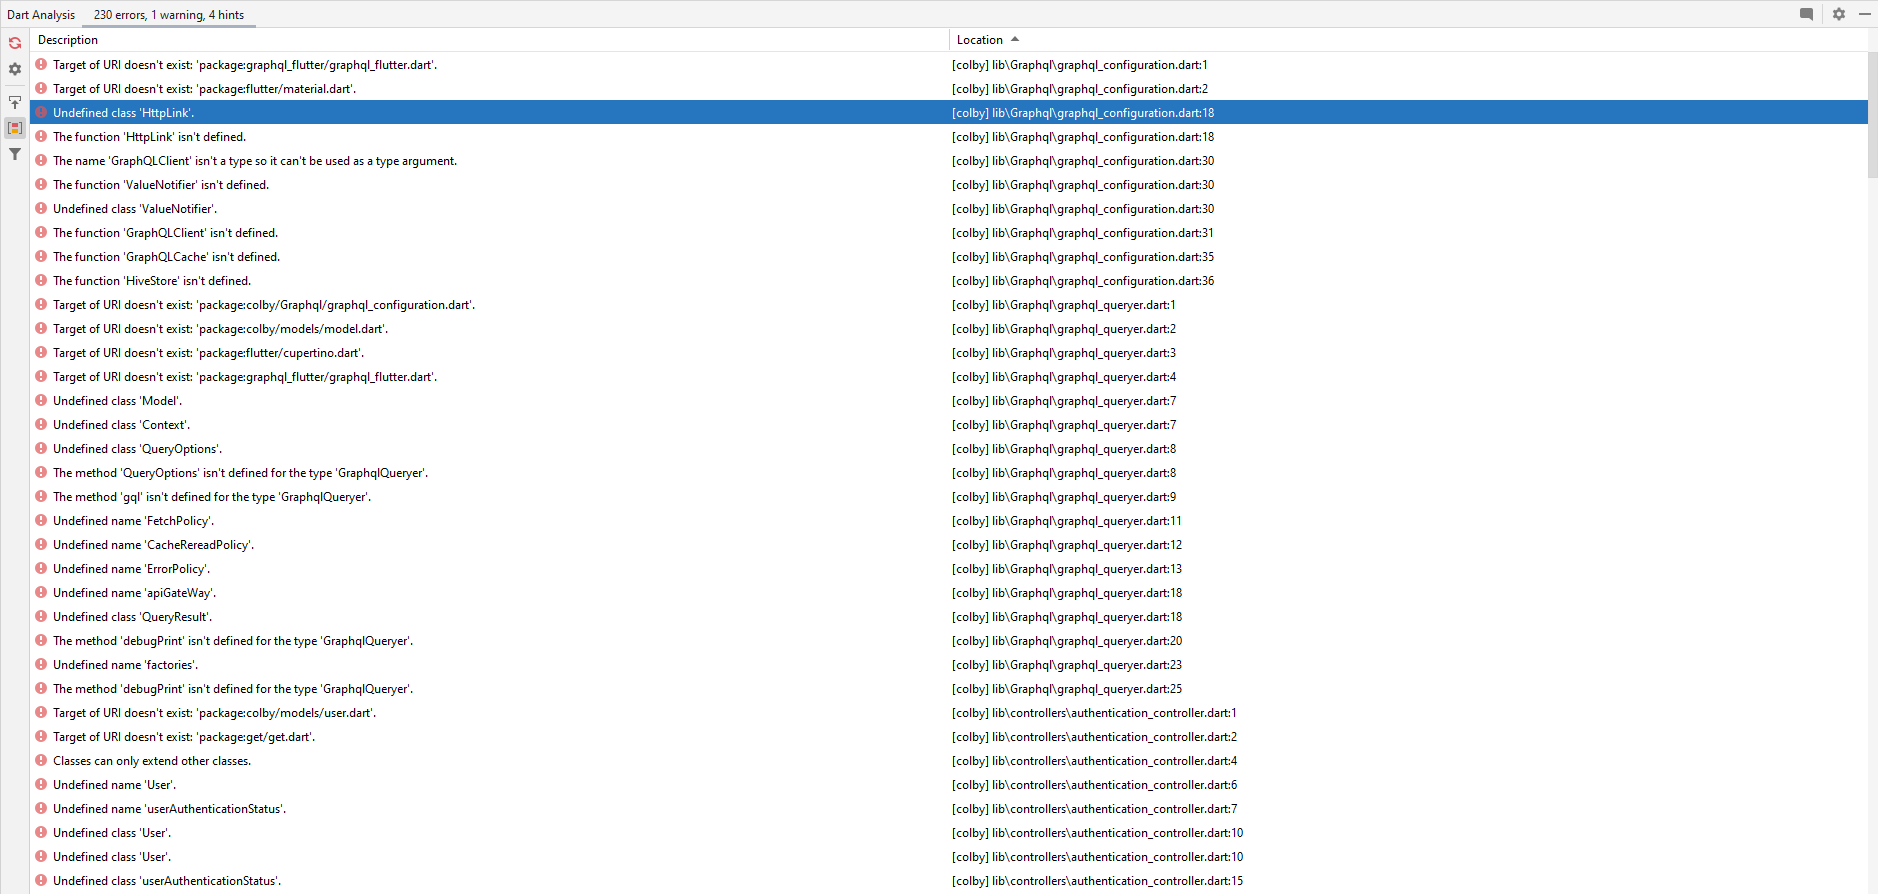 Dart Analysis 230 errors, 1 warning, 4 hints
Description Location
Target of URI doesn't exist: 'package:graphql_flutter/graphql_flutter.dart'. [colby] lib\Graphql\graphql_configuration.dart:1
Target of URI doesn't exist: 'package:flutter/material.dart'. [colby] lib\Graphql\graphql_configuration.dart:2
Undefined class 'HttpLink'. [colby] lib\Graphql\graphql_configuration.dart:18
The function 'HttpLink' isn't defined. [colby] lib\Graphql\graphql_configuration.dart:18
The name 'GraphQLClient' isn't a type so it can't be used as a type argument. [colby] lib\Graphql\graphql_configuration.dart:30
The function 'ValueNotifier' isn't defined. [colby] lib\Graphql\graphql_configuration.dart:30
Undefined class 'ValueNotifier'. [colby] lib\Graphql\graphql_configuration.dart:30
The function 'GraphQLClient' isn't defined. [colby] lib\Graphql\graphql_configuration.dart:31
The function 'GraphQLCache' isn't defined. [colby] lib\Graphql\graphql_configuration.dart:35
The function 'HiveStore' isn't defined. [colby] lib\Graphql\graphql_configuration.dart:36
Target of URI doesn't exist: 'package:colby/Graphql/graphql_configuration.dart'. [colby] lib\Graphql\graphql_queryer.dart:1
Target of URI doesn't exist: 'package:colby/models/model.dart'. [colby] lib\Graphql\graphql_queryer.dart:2
Target of URI doesn't exist: 'package:flutter/cupertino.dart'. [colby] lib\Graphql\graphql_queryer.dart:3
Target of URI doesn't exist: 'package:graphql_flutter/graphql_flutter.dart'. [colby] lib\Graphql\graphql_queryer.dart:4
Undefined class 'Model'. [colby] lib\Graphql\graphql_queryer.dart:7
Undefined class 'Context'. [colby] lib\Graphql\graphql_queryer.dart:7
Undefined class 'QueryOptions'. [colby] lib\Graphql\graphql_queryer.dart:8
The method 'QueryOptions' isn't defined for the type 'GraphqlQueryer'. [colby] lib\Graphql\graphql_queryer.dart:8
The method 'gql' isn't defined for the type 'GraphqlQueryer'. [colby] lib\Graphql\graphql_queryer.dart:9
Undefined name 'FetchPolicy'. [colby] lib\Graphql\graphql_queryer.dart:11
Undefined name 'CacheRereadPolicy'. [colby] lib\Graphql\graphql_queryer.dart:12
Undefined name 'ErrorPolicy'. [colby] lib\Graphql\graphql_queryer.dart:13
Undefined name 'apiGateWay'. [colby] lib\Graphql\graphql_queryer.dart:18
Undefined class 'QueryResult'. [colby] lib\Graphql\graphql_queryer.dart:18
The method 'debugPrint' isn't defined for the type 'GraphqlQueryer'. [colby] lib\Graphql\graphql_queryer.dart:20
Undefined name 'factories'. [colby] lib\Graphql\graphql_queryer.dart:23
The method 'debugPrint' isn't defined for the type 'GraphqlQueryer'. [colby] lib\Graphql\graphql_queryer.dart:25
Target of URI doesn't exist: 'package:colby/models/user.dart'. [colby] lib\controllers\authentication_controller.dart:1
Target of URI doesn't exist: 'package:get/get.dart'. [colby] lib\controllers\authentication_controller.dart:2
Classes can only extend other classes. [colby] lib\controllers\authentication_controller.dart:4
Undefined name 'User'. [colby] lib\controllers\authentication_controller.dart:6
Undefined name 'userAuthenticationStatus'. [colby] lib\controllers\authentication_controller.dart:7
Undefined class 'User'. [colby] lib\controllers\authentication_controller.dart:10
Undefined class 'User'. [colby] lib\controllers\authentication_controller.dart:10
Undefined class 'userAuthenticationStatus'. [colby] lib\controllers\authentication_controller.dart:15